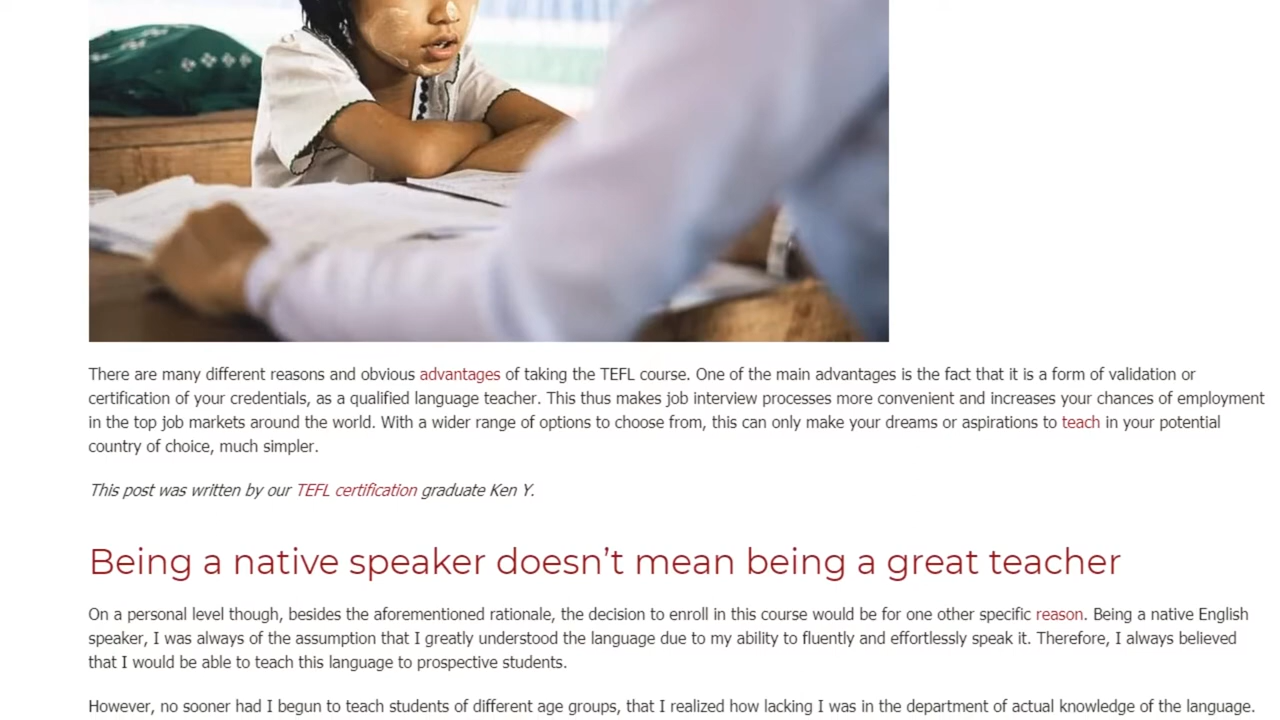 There are many different reasons and obvious advantages of taking the TEFL course. One of the main advantages is the fact that it is a form of validation or
certification of your credentials, as a qualified language teacher. This thus makes job interview processes more convenient and increases your chances of employment
in the top job markets around the world. With a wider range of options to choose from, this can only make your dreams or aspirations to teach in your potential
country of choice, much simpler.
This post was written by our TEFL certification graduate Ken Y.
Being a native speaker doesn’t mean being a great teacher
On a personal level though, besides the aforementioned rationale, the decision to enroll in this course would be for one other specific reason. Being a native English
speaker, I was always of the assumption that I greatly understood the language due to my ability to fluently and effortlessly speak it. Therefore, I always believed
that I would be able to teach this language to prospective students.
However, no sooner had I begun to teach students of different age groups, that I realized how lacking I was in the department of actual knowledge of the language.